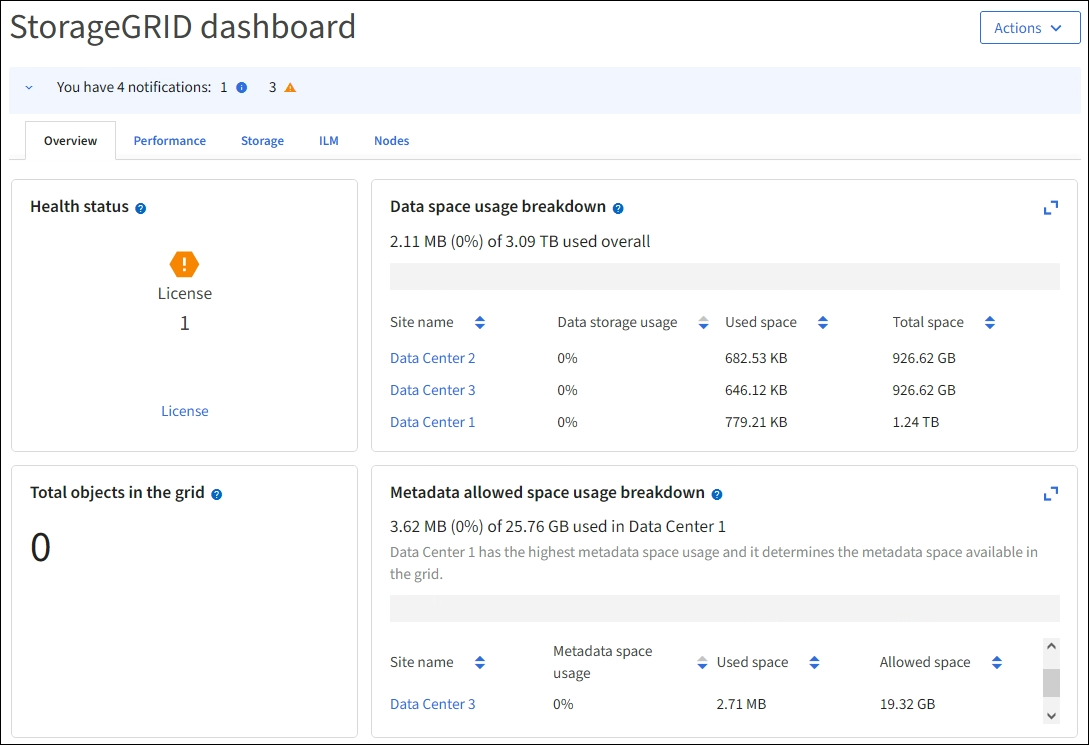 StorageGRID dashboard
Actions
You have 4 notifications: 1 3
Overview Performance Storage ILM Nodes
Health status
License
1
License
Data space usage breakdown
2.11 MB (0%) of 3.09 TB used overall
Site name Data storage usage Used space Total space
Data Center 2 0% 682.53 KB 926.62 GB
Data Center 3 0% 646.12 KB 926.62 GB
Data Center 1 0% 779.21 KB 1.24 TB
Total objects in the grid
0
Metadata allowed space usage breakdown
3.62 MB (0%) of 25.76 GB used in Data Center 1
Data Center 1 has the highest metadata space usage and it determines the metadata space available in
the grid.
Site name Metadata space usage Used space Allowed space
Data Center 3 0% 2.71 MB 19.32 GB